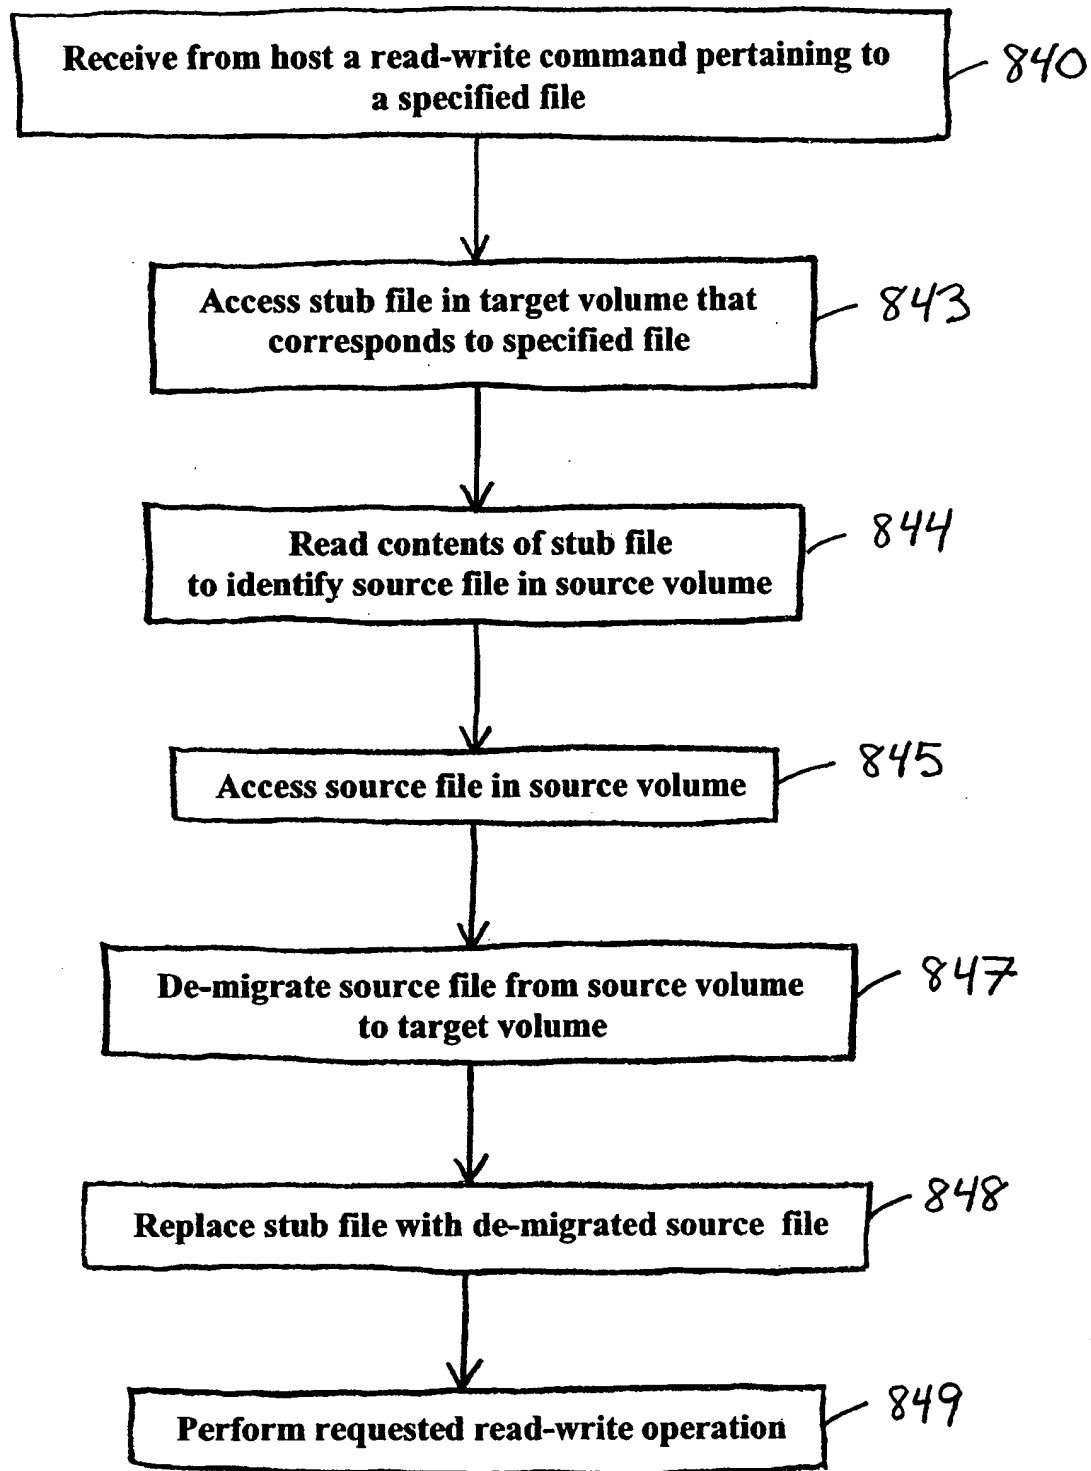 Receive from host a read-write command pertaining to
a specified file
840
Access stub file in target volume that
corresponds to specified file
843
Read contents of stub file
to identify source file in source volume
844
Access source file in source volume
845
De-migrate source file from source volume
to target volume
847
Replace stub file with de-migrated source file
848
Perform requested read-write operation
849